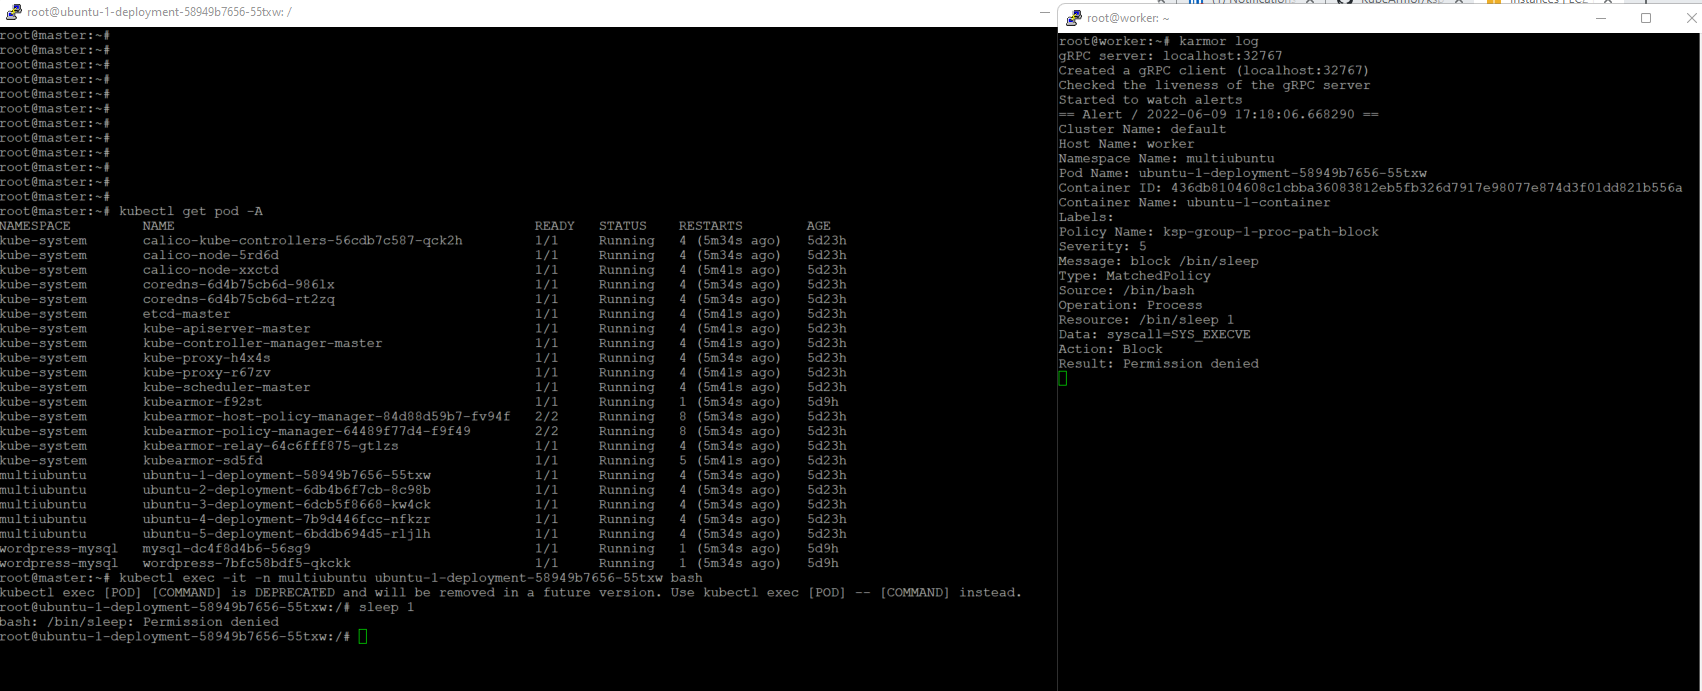 root@ubuntu-1-deployment-58949b7656-55txw: /
root@master:~#
root@master:~#
root@master:~#
root@master:~#
root@master:~#
root@master:~#
root@master:~#
root@master:~#
root@master:~#
root@master:~#
root@master:~#
root@master:~#
root@master:~# kubectl get pod -A
NAMESPACE NAME READY STATUS RESTARTS AGE
kube-system calico-kube-controllers-56cdb7c587-qck2h 1/1 Running 4 (5m34s ago) 5d23h
kube-system calico-node-5rd6d 1/1 Running 4 (5m34s ago) 5d23h
kube-system calico-node-xxctd 1/1 Running 4 (5m41s ago) 5d23h
kube-system coredns-6d4b75cb6d-986lx 1/1 Running 4 (5m34s ago) 5d23h
kube-system coredns-6d4b75cb6d-rt2zq 1/1 Running 4 (5m34s ago) 5d23h
kube-system etcd-master 1/1 Running 4 (5m41s ago) 5d23h
kube-system kube-apiserver-master 1/1 Running 4 (5m41s ago) 5d23h
kube-system kube-controller-manager-master 1/1 Running 4 (5m41s ago) 5d23h
kube-system kube-proxy-h4x4s 1/1 Running 4 (5m34s ago) 5d23h
kube-system kube-proxy-r67zv 1/1 Running 4 (5m41s ago) 5d23h
kube-system kube-scheduler-master 1/1 Running 4 (5m41s ago) 5d23h
kube-system kubearmor-f92st 1/1 Running 1 (5m34s ago) 5d9h
kube-system kubearmor-host-policy-manager-84d88d59b7-fv94f 2/2 Running 8 (5m34s ago) 5d23h
kube-system kubearmor-policy-manager-64489f77d4-f9f49 2/2 Running 8 (5m34s ago) 5d23h
kube-system kubearmor-relay-64c6fff875-gtlzs 1/1 Running 4 (5m34s ago) 5d23h
kube-system kubearmor-sd5fd 1/1 Running 5 (5m41s ago) 5d23h
multiubuntu ubuntu-1-deployment-58949b7656-55txw 1/1 Running 4 (5m34s ago) 5d23h
multiubuntu ubuntu-2-deployment-6db4b6f7cb-8c98b 1/1 Running 4 (5m34s ago) 5d23h
multiubuntu ubuntu-3-deployment-6dcb5f8668-kw4ck 1/1 Running 4 (5m34s ago) 5d23h
multiubuntu ubuntu-4-deployment-7b9d446fcc-nfkzr 1/1 Running 4 (5m34s ago) 5d23h
multiubuntu ubuntu-5-deployment-6bddb694d5-rljlh 1/1 Running 4 (5m34s ago) 5d23h
wordpress-mysql mysql-dc4f8d4b6-56sg9 1/1 Running 1 (5m34s ago) 5d9h
wordpress-mysql wordpress-7bfc58bdf5-qkckk 1/1 Running 1 (5m34s ago) 5d9h
root@master:~# kubectl exec -it -n multiubuntu ubuntu-1-deployment-58949b7656-55txw bash
kubectl exec [POD] [COMMAND] is DEPRECATED and will be removed in a future version. Use kubectl exec [POD] -- [COMMAND] instead.
root@ubuntu-1-deployment-58949b7656-55txw:/# sleep 1
bash: /bin/sleep: Permission denied
root@ubuntu-1-deployment-58949b7656-55txw:/#
root@worker: ~
root@worker:~# karmor log
gRPC server: localhost:32767
Created a gRPC client (localhost:32767)
Checked the liveness of the gRPC server
Started to watch alerts
== Alert / 2022-06-09 17:18:06.668290 ==
Cluster Name: default
Host Name: worker
Namespace Name: multiubuntu
Pod Name: ubuntu-1-deployment-58949b7656-55txw
Container ID: 436db8104608c1cbba36083812eb5fb326d7917e98077e874d3f01dd821b556a
Container Name: ubuntu-1-container
Labels:
Policy Name: ksp-group-1-proc-path-block
Severity: 5
Message: block /bin/sleep
Type: MatchedPolicy
Source: /bin/bash
Operation: Process
Resource: /bin/sleep 1
Data: syscall=SYS_EXECVE
Action: Block
Result: Permission denied